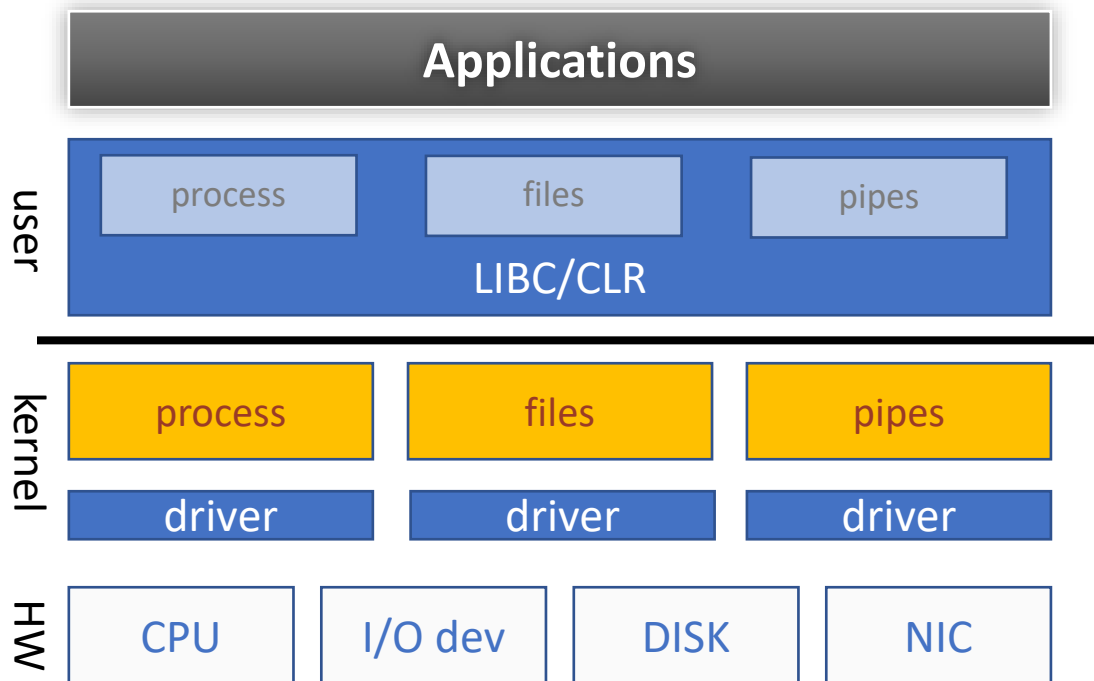 Applications
user
process files pipes
LIBC/CLR
kernel
process files pipes
driver driver driver
HW
CPU I/O dev DISK NIC